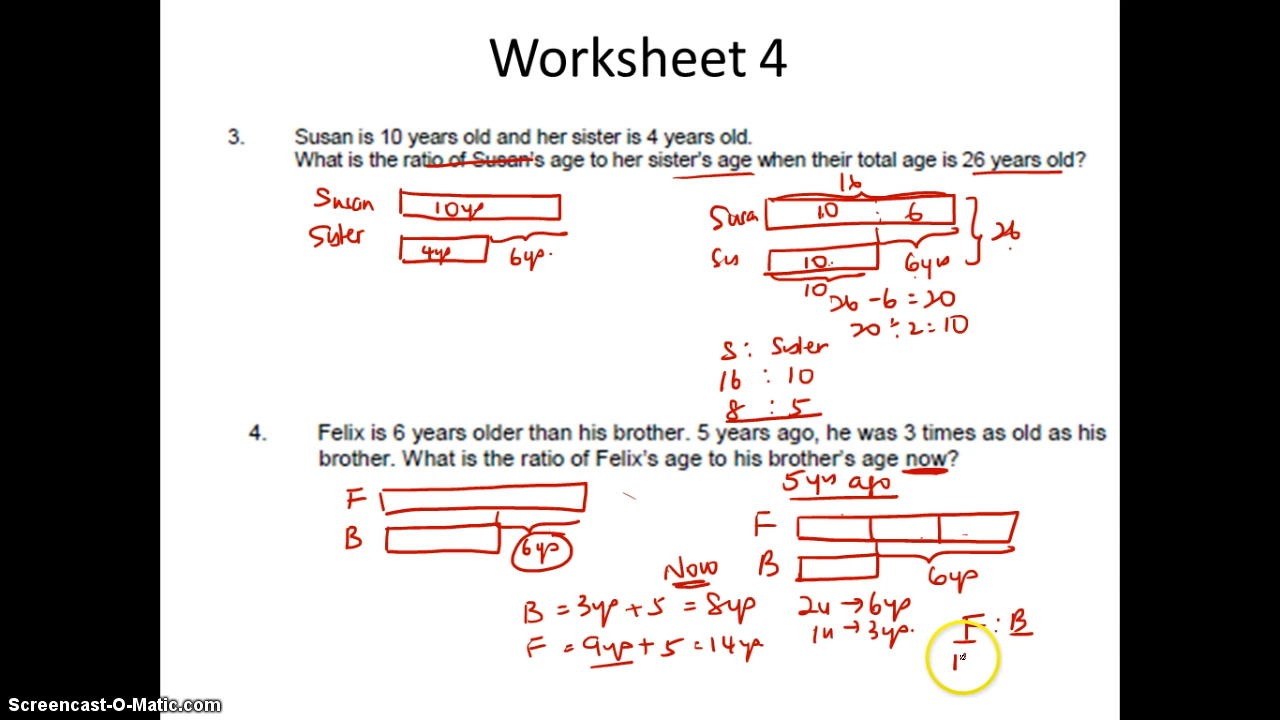 Worksheet 4
3. Susan is 10 years old and her sister is 4 years old.
What is the ratio of Susan's age to her sister's age when their total age is 26 years old?
Susan 10yr
Sister 4yr 6yr.
16
Susa 10 6
Sis 10 6yrs 26
10
26 - 6 = 20
20 ÷ 2 = 10
S : Sister
16 : 10
8 : 5
4. Felix is 6 years older than his brother. 5 years ago, he was 3 times as old as his
brother. What is the ratio of Felix's age to his brother's age now?
5yrs ago
F
B 6yr
F
B 6yr
Now
B = 3yr + 5 = 8yr
F = 9yr + 5 = 14yr
2u → 6yr
1u → 3yr.
F : B
1
Screencast-O-Matic.com